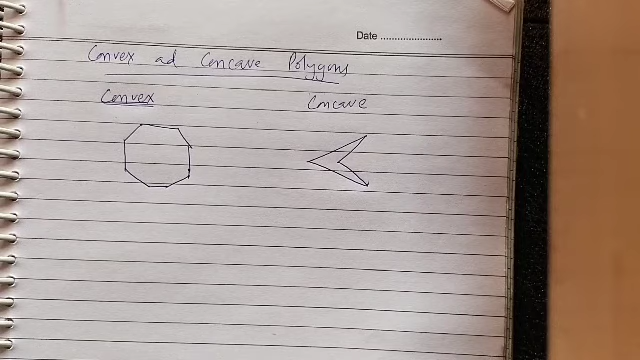 Date ........................
Convex ad Concave Polygons
Convex
Concave